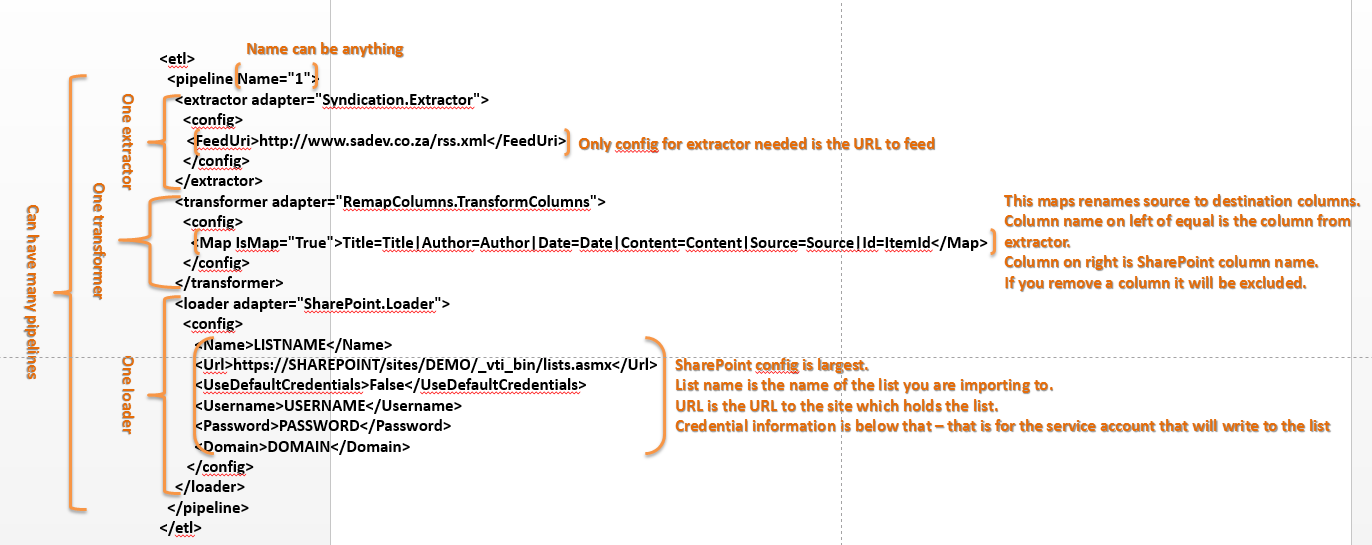 Name can be anything
<etl>
<pipeline Name="1">
<extractor adapter="Syndication.Extractor">
<config>
<FeedUri>http://www.sadev.co.za/rss.xml</FeedUri>
Only config for extractor needed is the URL to feed
</config>
</extractor>
One extractor
<transformer adapter="RemapColumns.TransformColumns">
<config>
<Map IsMap="True">Title=Title|Author=Author|Date=Date|Content=Content|Source=Source|Id=ItemId</Map>
</config>
</transformer>
One transformer
This maps renames source to destination columns.
Column name on left of equal is the column from
extractor.
Column on right is SharePoint column name.
If you remove a column it will be excluded.
Can have many pipelines
<loader adapter="SharePoint.Loader">
<config>
<Name>LISTNAME</Name>
<Url>https://SHAREPOINT/sites/DEMO/_vti_bin/lists.asmx</Url>
<UseDefaultCredentials>False</UseDefaultCredentials>
<Username>USERNAME</Username>
<Password>PASSWORD</Password>
<Domain>DOMAIN</Domain>
</config>
</loader>
One loader
SharePoint config is largest.
List name is the name of the list you are importing to.
URL is the URL to the site which holds the list.
Credential information is below that – that is for the service account that will write to the list
</pipeline>
</etl>